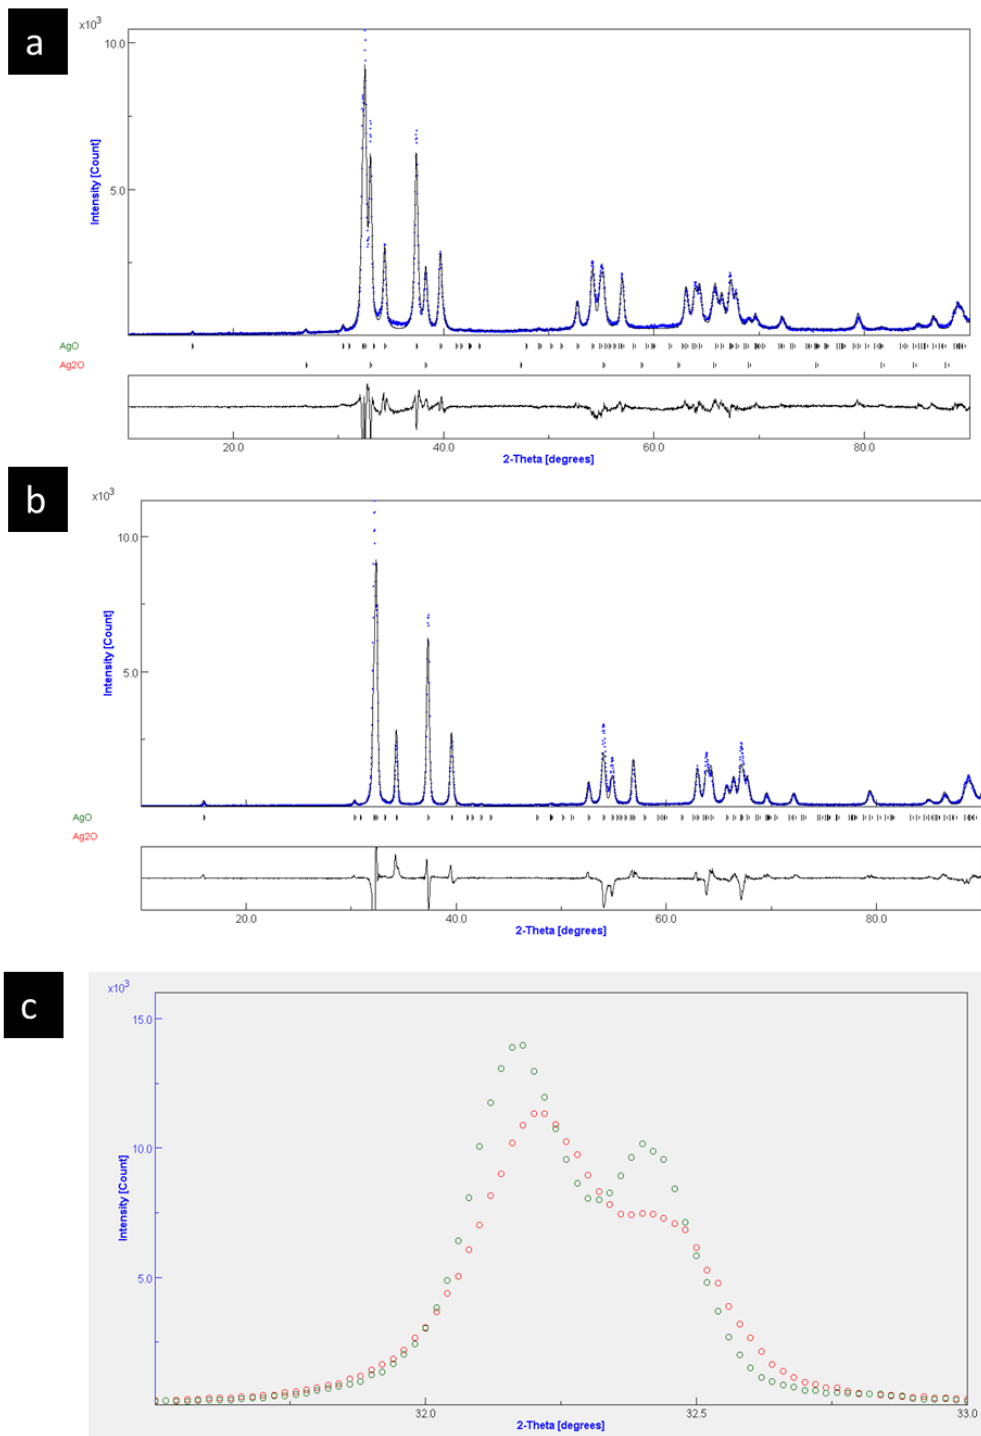 a
x10³
10.0
5.0
Intensity [Count]
AgO
Ag2O
20.0 40.0 60.0 80.0
2-Theta [degrees]
b
x10³
10.0
5.0
Intensity [Count]
AgO
Ag2O
20.0 40.0 60.0 80.0
2-Theta [degrees]
c
x10³
15.0
10.0
5.0
Intensity [Count]
32.0 32.5 33.0
2-Theta [degrees]